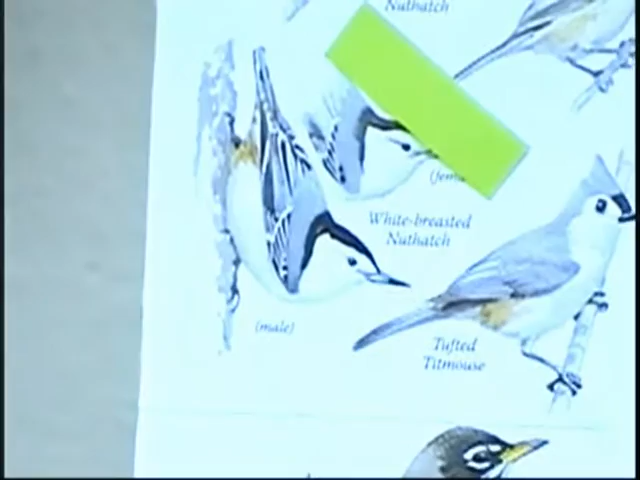 Nuthatch
White-breasted
Nuthatch
(male)
Tufted
Titmouse